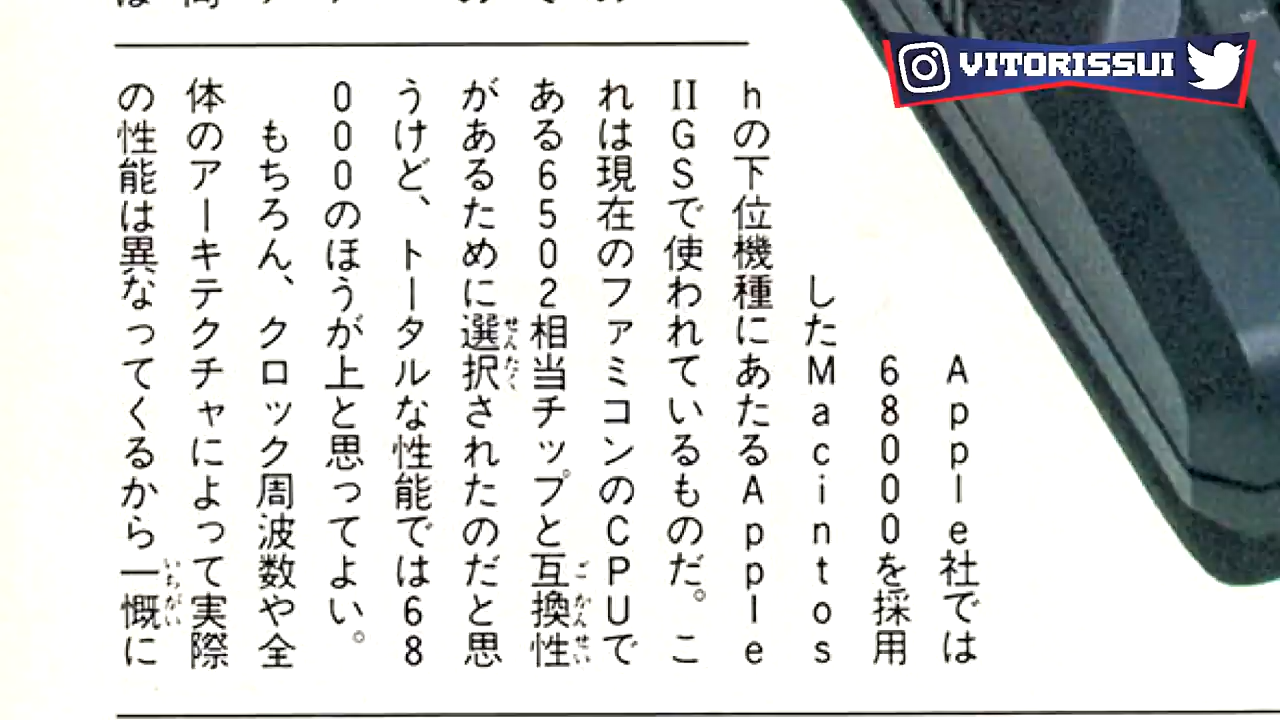 VITORISSUI
Apple社では
68000を採用
したMacintos
hの下位機種にあたるApple
IIGSで使われているものだ。こ
れは現在のファミコンのCPUで
ある6502相当チップと互換性
があるために選択されたのだと思
うけど、トータルな性能では68
000のほうが上と思ってよい。
もちろん、クロック周波数や全
体のアーキテクチャによって実際
の性能は異なってくるから一慨に